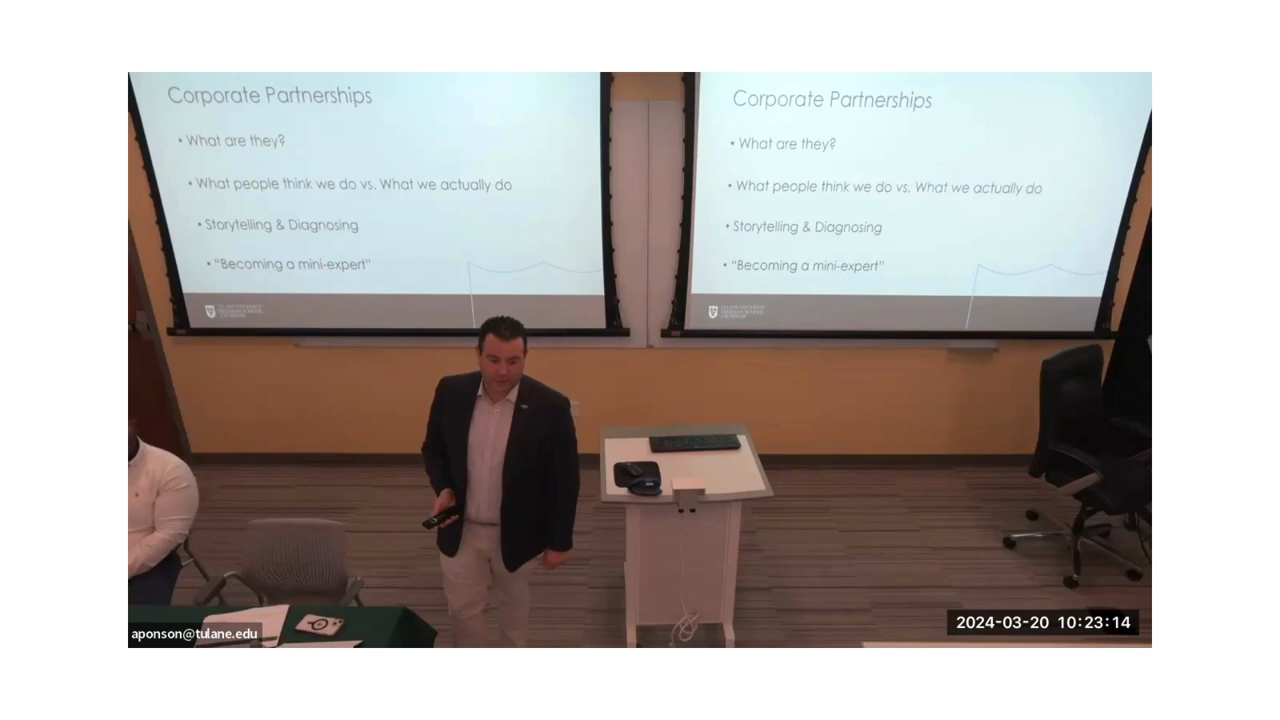 Corporate Partnerships
• What are they?
• What people think we do vs. What we actually do
• Storytelling & Diagnosing
• "Becoming a mini-expert"
Corporate Partnerships
• What are they?
• What people think we do vs. What we actually do
• Storytelling & Diagnosing
• "Becoming a mini-expert"
aponson@tulane.edu
2024-03-20 10:23:14